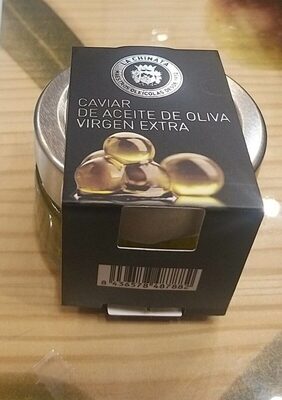 LA CHINATA
CAVIAR
DE ACEITE DE OLIVA
VIRGEN EXTRA